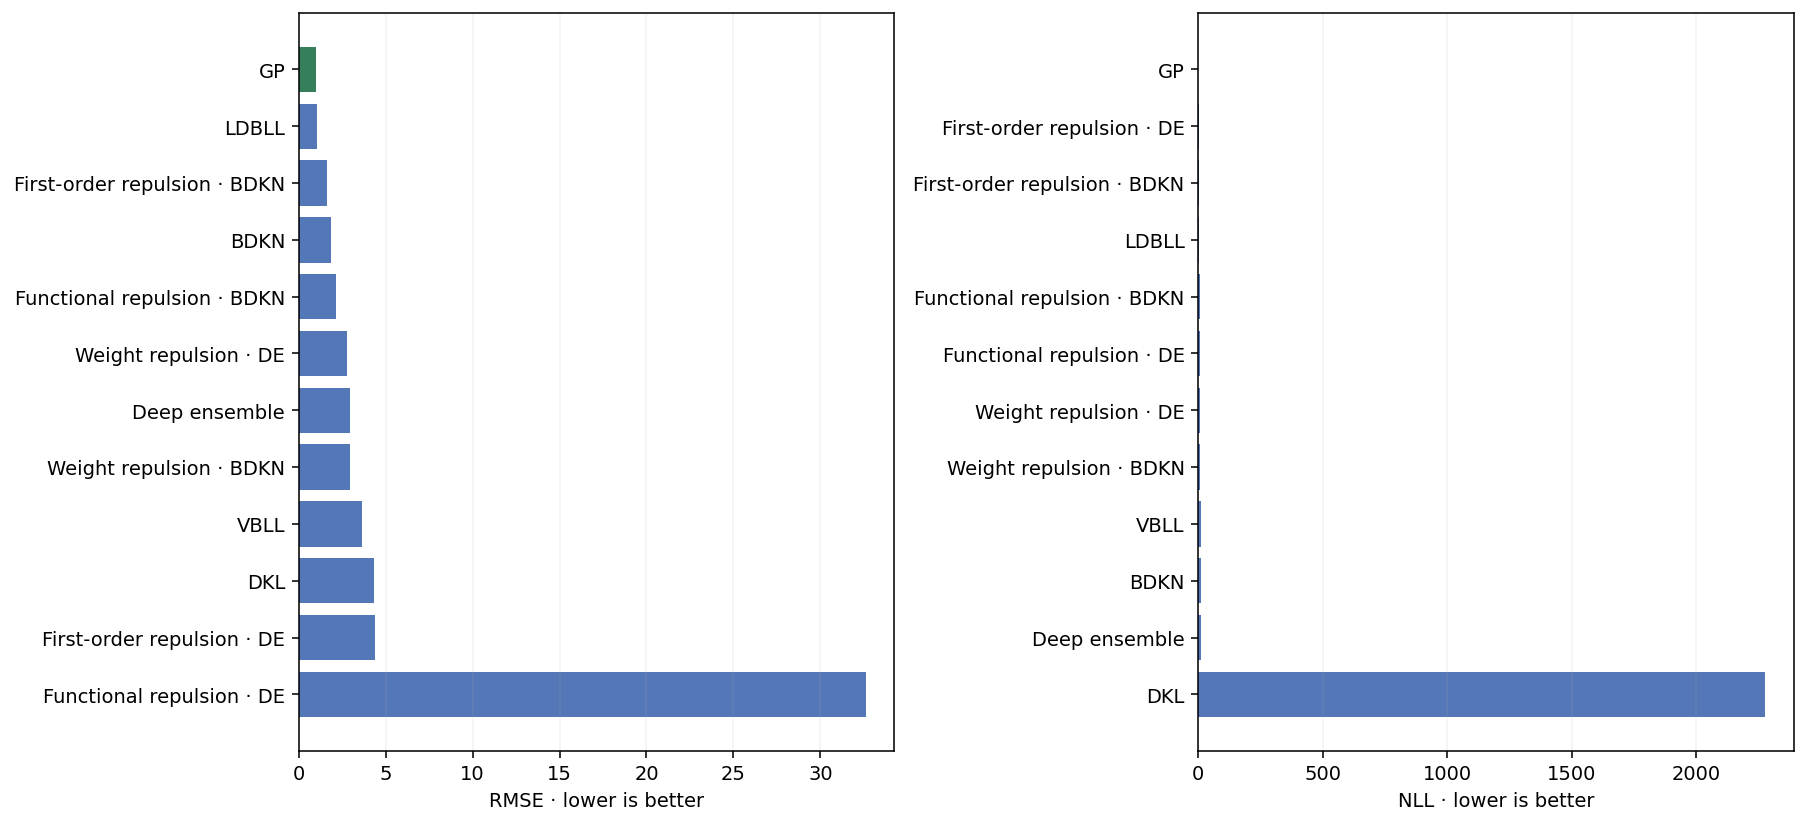 GP
LDBLL
First-order repulsion · BDKN
BDKN
Functional repulsion · BDKN
Weight repulsion · DE
Deep ensemble
Weight repulsion · BDKN
VBLL
DKL
First-order repulsion · DE
Functional repulsion · DE
0 5 10 15 20 25 30
RMSE · lower is better
GP
First-order repulsion · DE
First-order repulsion · BDKN
LDBLL
Functional repulsion · BDKN
Functional repulsion · DE
Weight repulsion · DE
Weight repulsion · BDKN
VBLL
BDKN
Deep ensemble
DKL
0 500 1000 1500 2000
NLL · lower is better